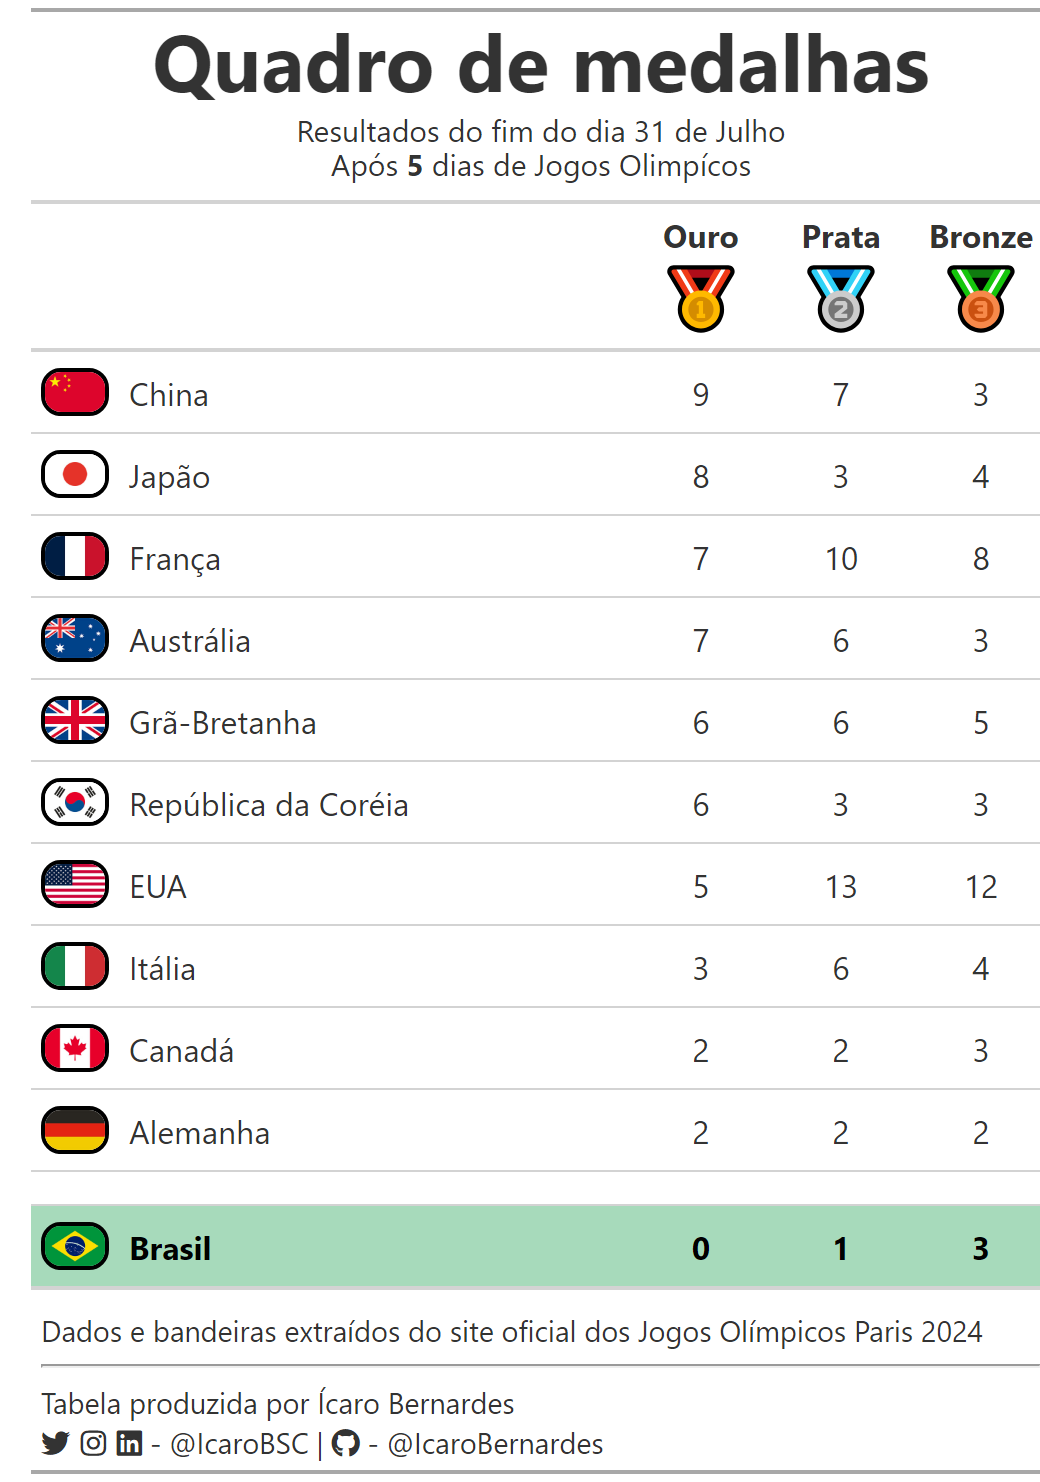 Quadro de medalhas
Resultados do fim do dia 31 de Julho
Após 5 dias de Jogos Olimpícos
Ouro Prata Bronze
1 2 3
China 9 7 3
Japão 8 3 4
França 7 10 8
Austrália 7 6 3
Grã-Bretanha 6 6 5
República da Coréia 6 3 3
EUA 5 13 12
Itália 3 6 4
Canadá 2 2 3
Alemanha 2 2 2
Brasil 0 1 3
Dados e bandeiras extraídos do site oficial dos Jogos Olímpicos Paris 2024
Tabela produzida por Ícaro Bernardes
in - @IcaroBSC | - @IcaroBernardes